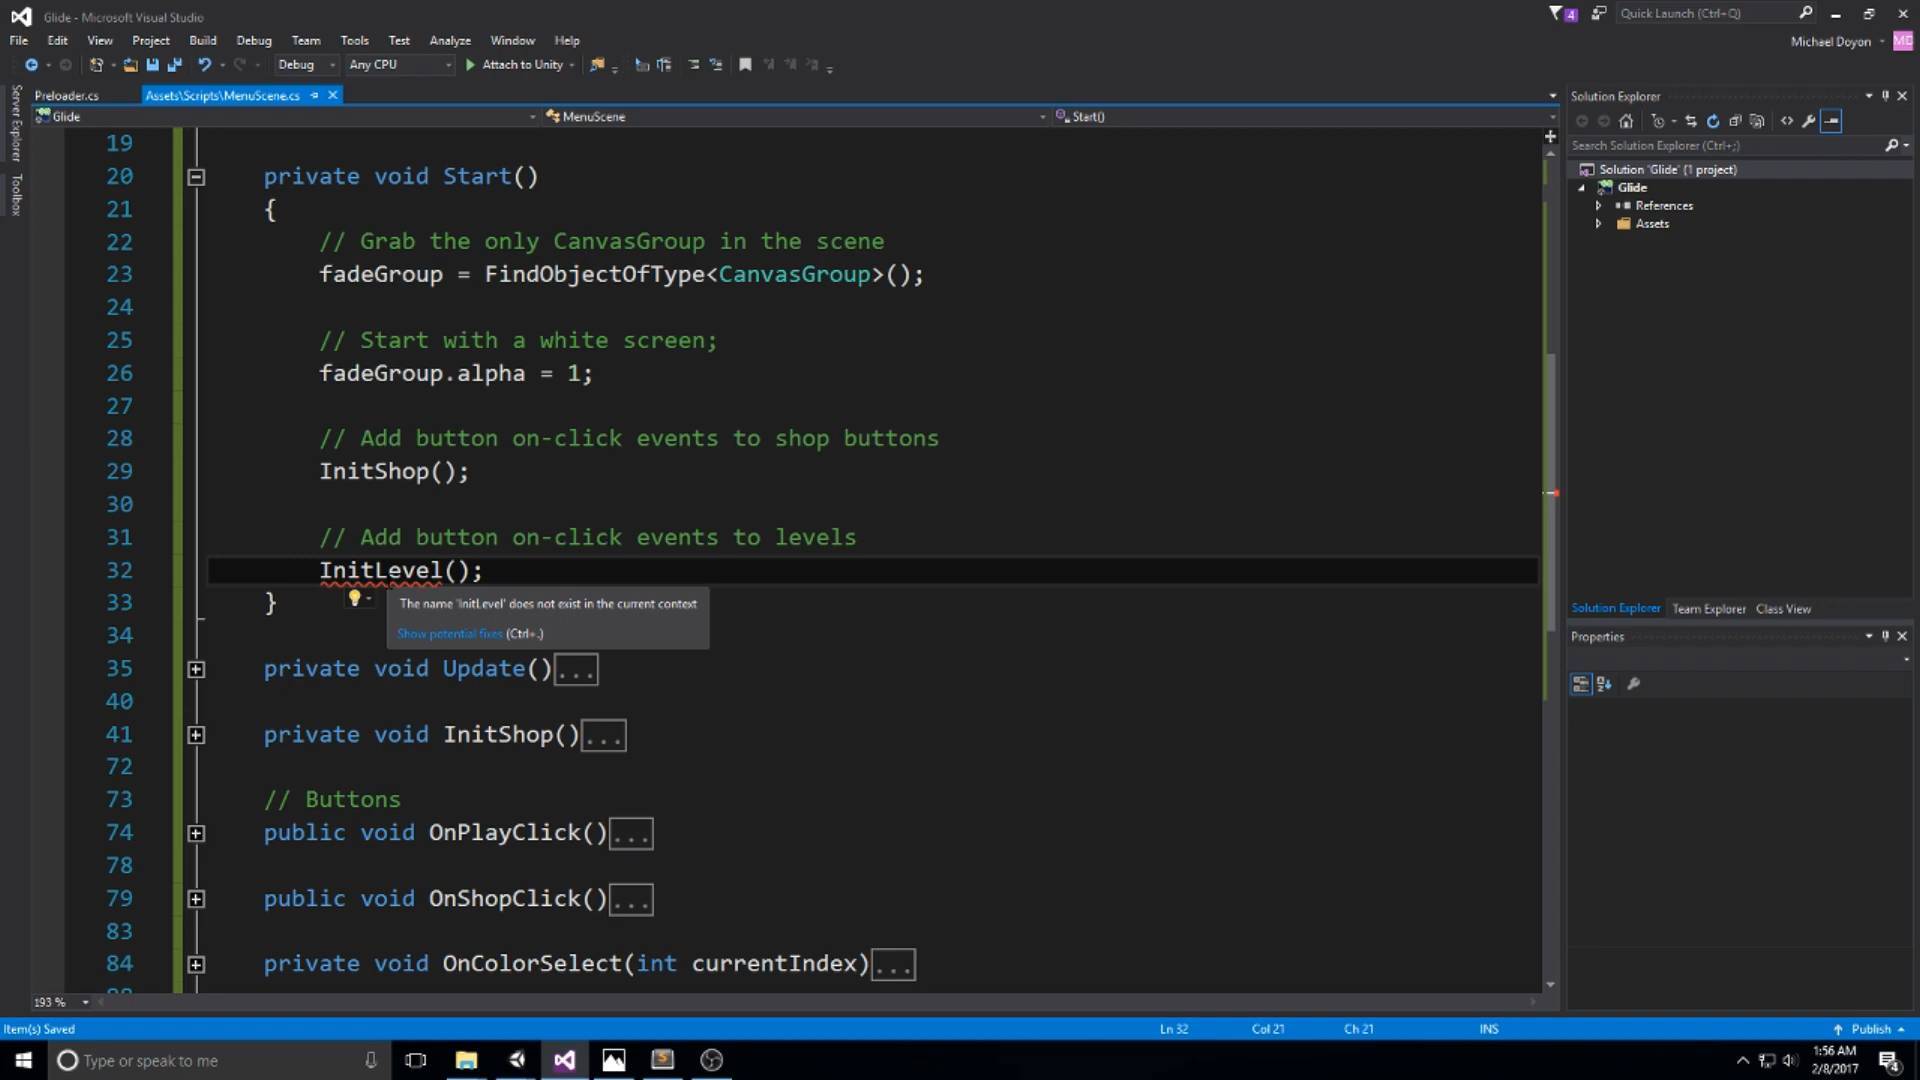 Glide - Microsoft Visual Studio
4
Quick Launch (Ctrl+Q)
File Edit View Project Build Debug Team Tools Test Analyze Window Help
Michael Doyon MD
Debug Any CPU Attach to Unity
Server Explorer
Toolbox
Preloader.cs Assets\Scripts\MenuScene.cs
Glide MenuScene Start()
19
20 private void Start()
21 {
22 // Grab the only CanvasGroup in the scene
23 fadeGroup = FindObjectOfType<CanvasGroup>();
24
25 // Start with a white screen;
26 fadeGroup.alpha = 1;
27
28 // Add button on-click events to shop buttons
29 InitShop();
30
31 // Add button on-click events to levels
32 InitLevel();
33 }
The name 'InitLevel' does not exist in the current context
Show potential fixes (Ctrl+.)
34
35 private void Update()...
40
41 private void InitShop()...
72
73 // Buttons
74 public void OnPlayClick()...
78
79 public void OnShopClick()...
83
84 private void OnColorSelect(int currentIndex)...
193 %
Solution Explorer
Search Solution Explorer (Ctrl+;)
Solution 'Glide' (1 project)
Glide
References
Assets
Solution Explorer Team Explorer Class View
Properties
Item(s) Saved Ln 32 Col 21 Ch 21 INS Publish
Type or speak to me
1:56 AM
2/8/2017
4